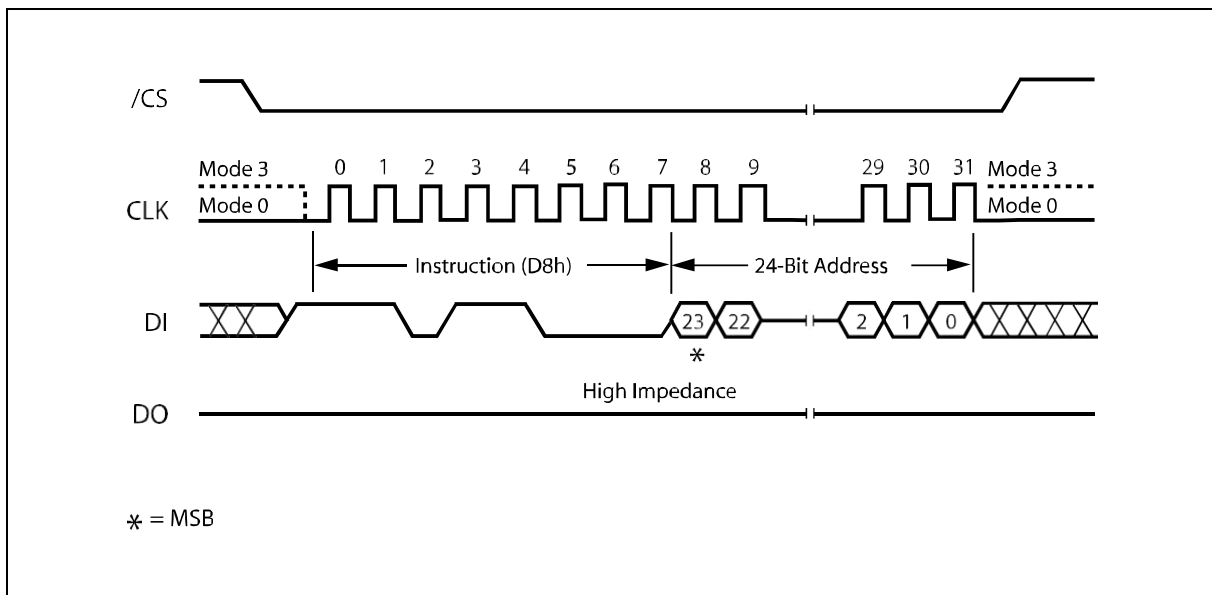 /CS
0 1 2 3 4 5 6 7 8 9 29 30 31
Mode 3 Mode 3
CLK Mode 0 Mode 0
Instruction (D8h) 24-Bit Address
DI 23 22 2 1 0
*
High Impedance
DO
* = MSB